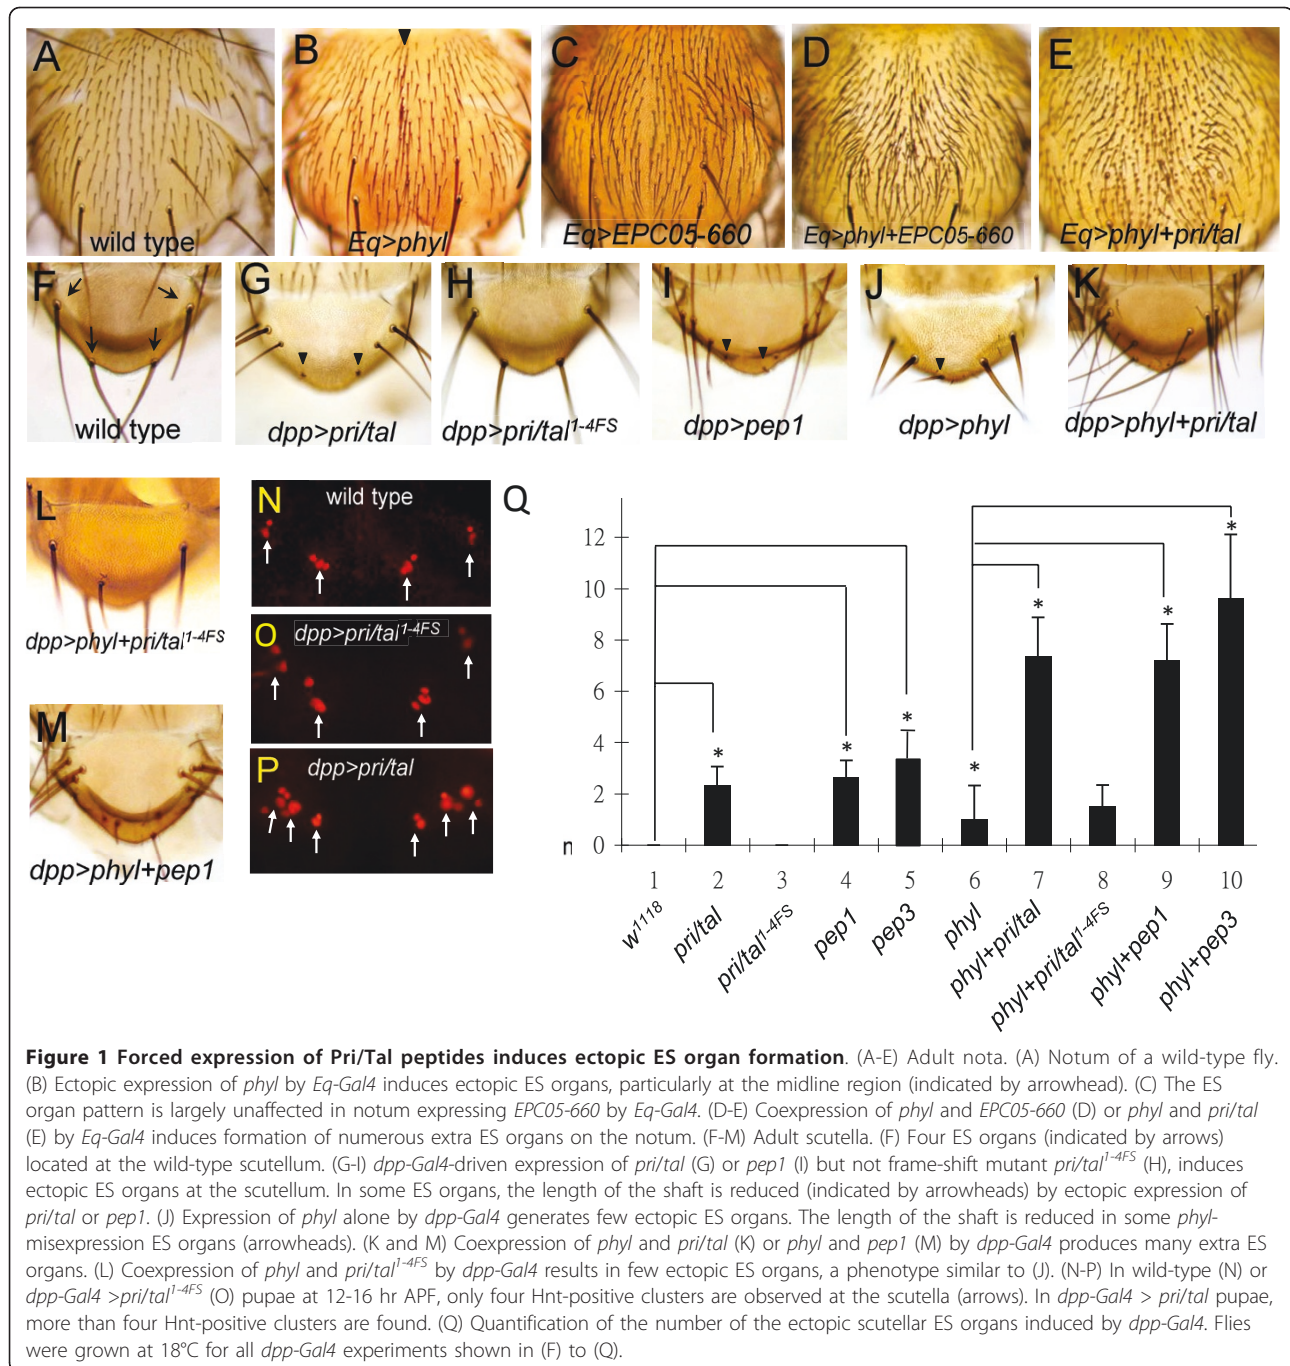 A
B
C
D
E
wild type
Eq>phyl
Eq>EPC05-660
Eq>phyl+EPC05-660
Eq>phyl+pri/tal
F
G
H
I
J
K
wild type
dpp>pri/tal
dpp>pri/tal1-4FS
dpp>pep1
dpp>phyl
dpp>phyl+pri/tal
L
dpp>phyl+pri/tal1-4FS
M
dpp>phyl+pep1
N
wild type
O
dpp>pri/tal1-4FS
P
dpp>pri/tal
Q
12
10
8
6
4
2
0
n
* * * * * * *
1 2 3 4 5 6 7 8 9 10
w1118
pri/tal
pri/tal1-4FS
pep1
pep3
phyl
phyl+pri/tal
phyl+pri/tal1-4FS
phyl+pep1
phyl+pep3
Figure 1 Forced expression of Pri/Tal peptides induces ectopic ES organ formation. (A-E) Adult nota. (A) Notum of a wild-type fly.
(B) Ectopic expression of phyl by Eq-Gal4 induces ectopic ES organs, particularly at the midline region (indicated by arrowhead). (C) The ES
organ pattern is largely unaffected in notum expressing EPC05-660 by Eq-Gal4. (D-E) Coexpression of phyl and EPC05-660 (D) or phyl and pri/tal
(E) by Eq-Gal4 induces formation of numerous extra ES organs on the notum. (F-M) Adult scutella. (F) Four ES organs (indicated by arrows)
located at the wild-type scutellum. (G-I) dpp-Gal4-driven expression of pri/tal (G) or pep1 (I) but not frame-shift mutant pri/tal1-4FS (H), induces
ectopic ES organs at the scutellum. In some ES organs, the length of the shaft is reduced (indicated by arrowheads) by ectopic expression of
pri/tal or pep1. (J) Expression of phyl alone by dpp-Gal4 generates few ectopic ES organs. The length of the shaft is reduced in some phyl-
misexpression ES organs (arrowheads). (K and M) Coexpression of phyl and pri/tal (K) or phyl and pep1 (M) by dpp-Gal4 produces many extra ES
organs. (L) Coexpression of phyl and pri/tal1-4FS by dpp-Gal4 results in few ectopic ES organs, a phenotype similar to (J). (N-P) In wild-type (N) or
dpp-Gal4 >pri/tal1-4FS (O) pupae at 12-16 hr APF, only four Hnt-positive clusters are observed at the scutella (arrows). In dpp-Gal4 > pri/tal pupae,
more than four Hnt-positive clusters are found. (Q) Quantification of the number of the ectopic scutellar ES organs induced by dpp-Gal4. Flies
were grown at 18°C for all dpp-Gal4 experiments shown in (F) to (Q).